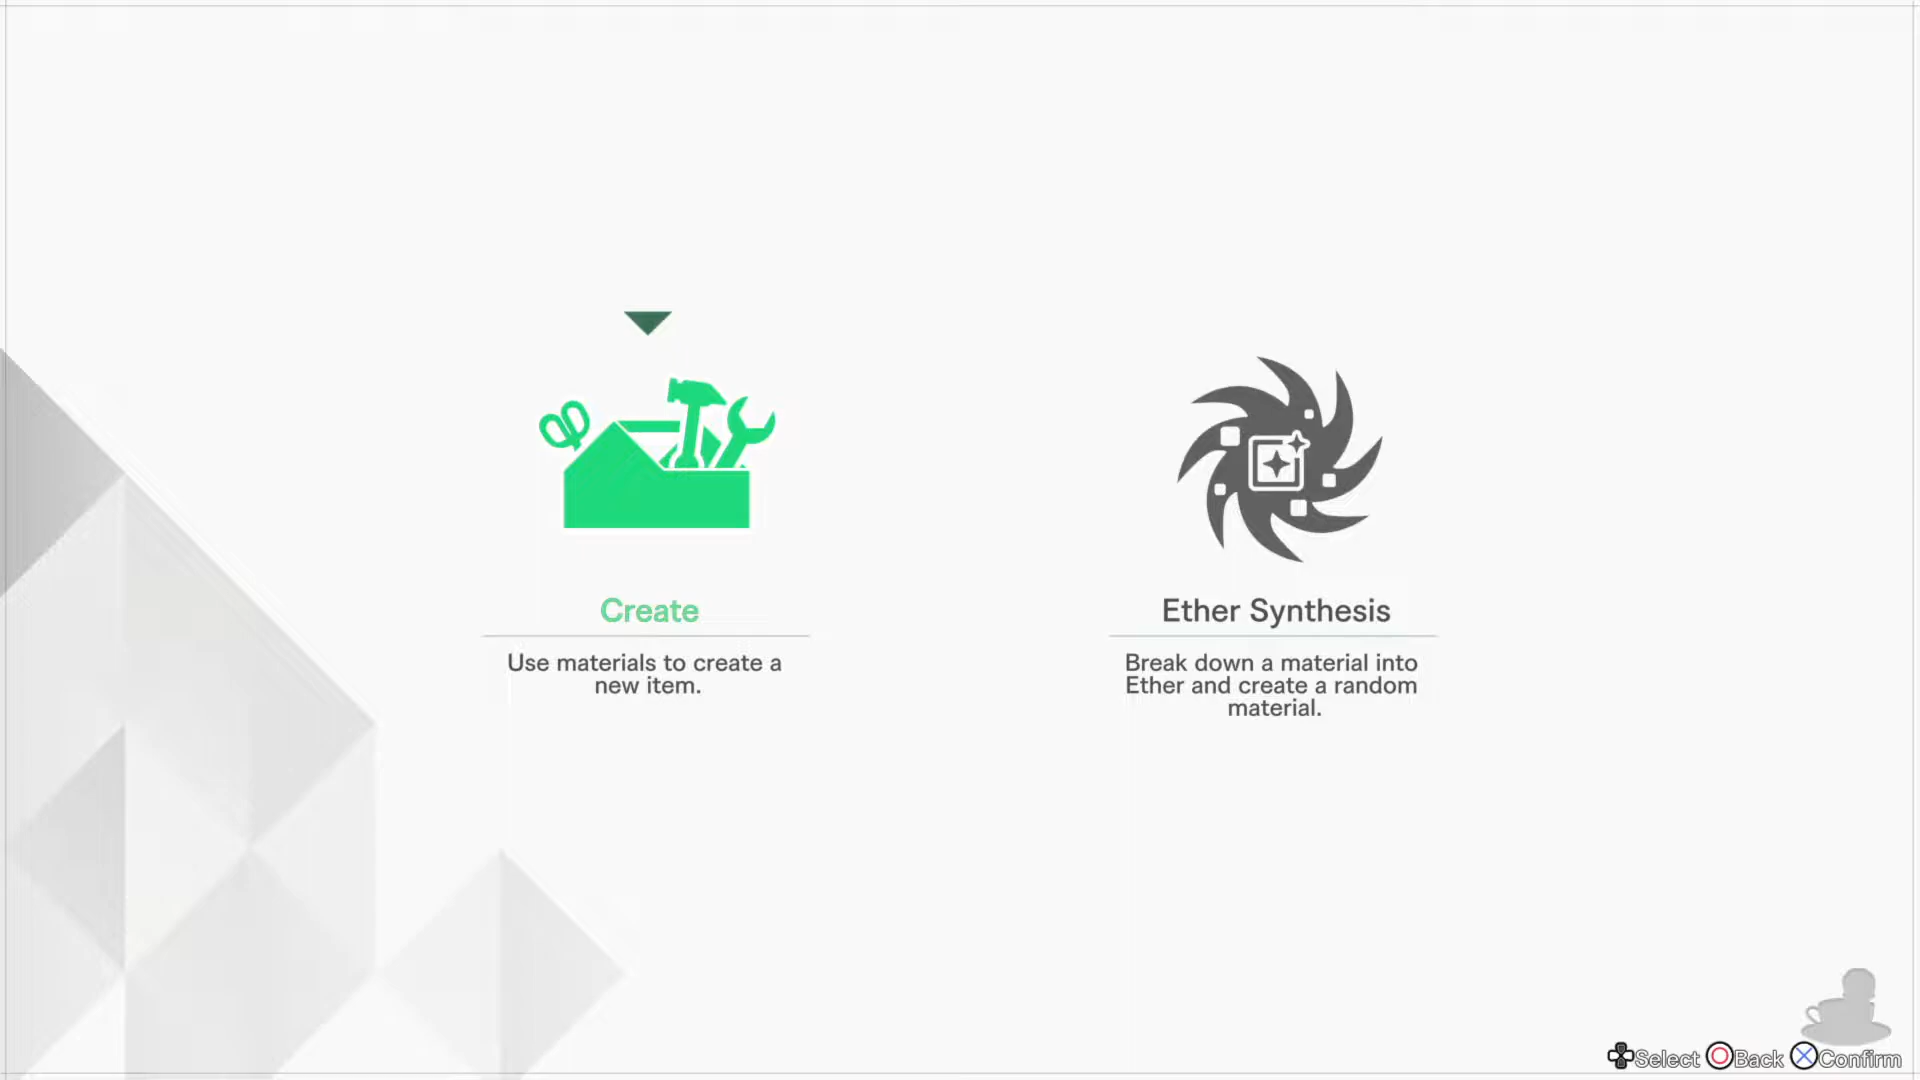 Create
Use materials to create a
new item.
Ether Synthesis
Break down a material into
Ether and create a random
material.
Select Back Confirm